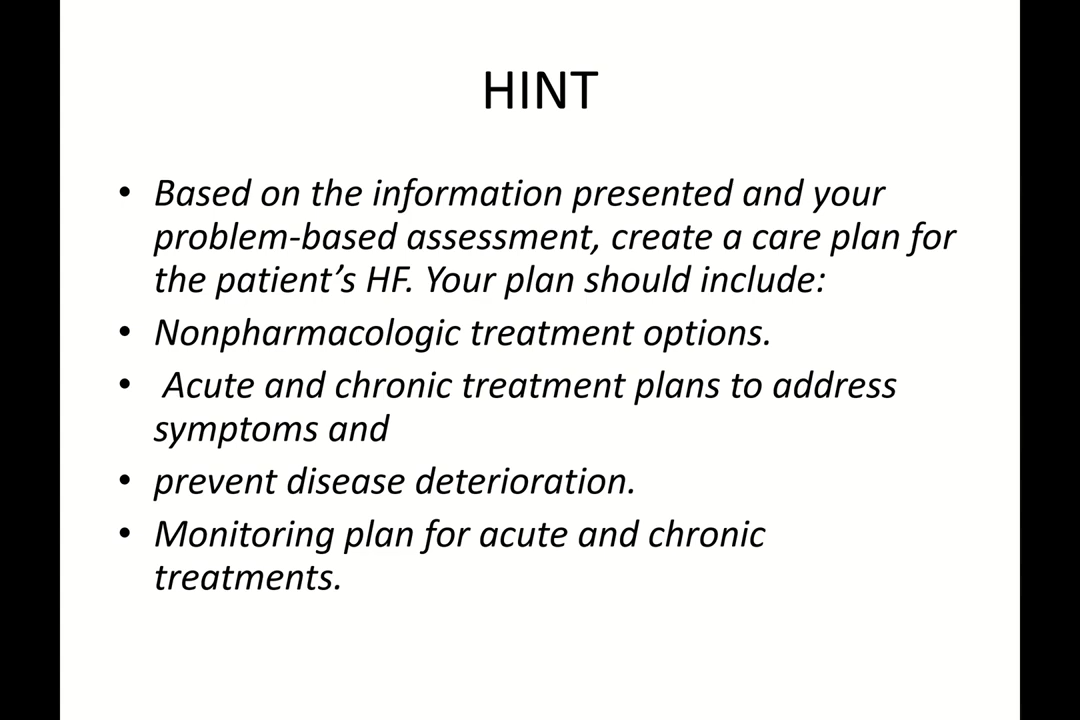 HINT
• Based on the information presented and your
problem-based assessment, create a care plan for
the patient’s HF. Your plan should include:
• Nonpharmacologic treatment options.
• Acute and chronic treatment plans to address
symptoms and
• prevent disease deterioration.
• Monitoring plan for acute and chronic
treatments.